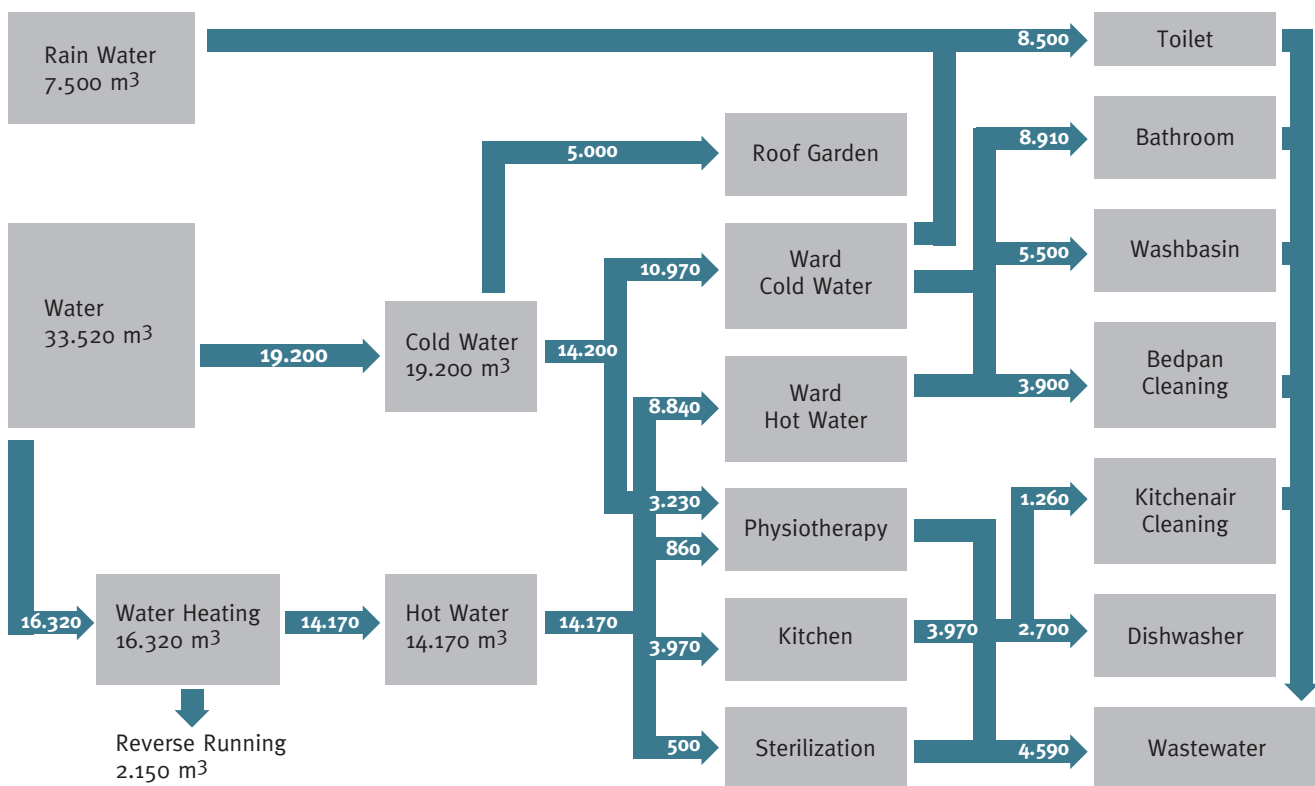 Rain Water
7.500 m3
8.500
Toilet
5.000
Roof Garden
8.910
Bathroom
Water
33.520 m3
19.200
Cold Water
19.200 m3
14.200
10.970
Ward
Cold Water
5.500
Washbasin
8.840
Ward
Hot Water
3.900
Bedpan
Cleaning
3.230
860
Physiotherapy
1.260
Kitchenair
Cleaning
16.320
Water Heating
16.320 m3
14.170
Hot Water
14.170 m3
14.170
3.970
Kitchen
3.970
2.700
Dishwasher
Reverse Running
2.150 m3
500
Sterilization
4.590
Wastewater